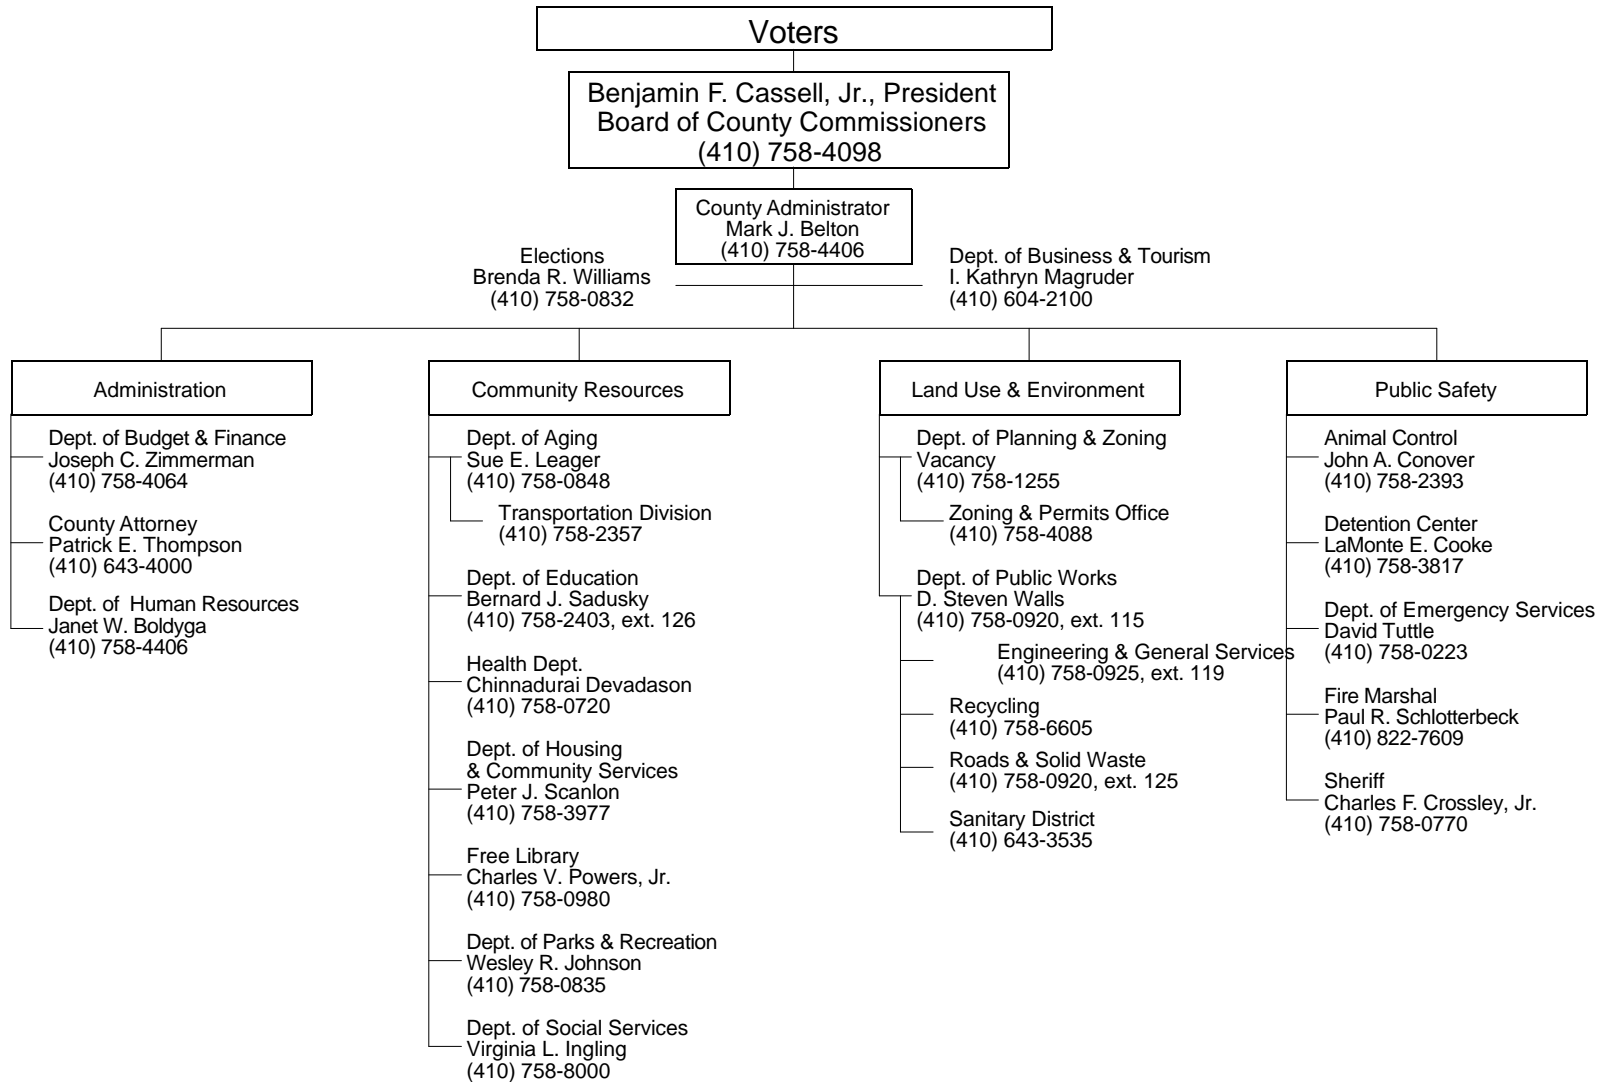 Voters
Benjamin F. Cassell, Jr., President
Board of County Commissioners
(410) 758-4098
County Administrator
Mark J. Belton
(410) 758-4406
Elections
Brenda R. Williams
(410) 758-0832
Dept. of Business & Tourism
I. Kathryn Magruder
(410) 604-2100
Administration
Dept. of Budget & Finance
Joseph C. Zimmerman
(410) 758-4064
County Attorney
Patrick E. Thompson
(410) 643-4000
Dept. of Human Resources
Janet W. Boldyga
(410) 758-4406
Community Resources
Dept. of Aging
Sue E. Leager
(410) 758-0848
Transportation Division
(410) 758-2357
Dept. of Education
Bernard J. Sadusky
(410) 758-2403, ext. 126
Health Dept.
Chinnadurai Devadason
(410) 758-0720
Dept. of Housing
& Community Services
Peter J. Scanlon
(410) 758-3977
Free Library
Charles V. Powers, Jr.
(410) 758-0980
Dept. of Parks & Recreation
Wesley R. Johnson
(410) 758-0835
Dept. of Social Services
Virginia L. Ingling
(410) 758-8000
Land Use & Environment
Dept. of Planning & Zoning
Vacancy
(410) 758-1255
Zoning & Permits Office
(410) 758-4088
Dept. of Public Works
D. Steven Walls
(410) 758-0920, ext. 115
Engineering & General Services
(410) 758-0925, ext. 119
Recycling
(410) 758-6605
Roads & Solid Waste
(410) 758-0920, ext. 125
Sanitary District
(410) 643-3535
Public Safety
Animal Control
John A. Conover
(410) 758-2393
Detention Center
LaMonte E. Cooke
(410) 758-3817
Dept. of Emergency Services
David Tuttle
(410) 758-0223
Fire Marshal
Paul R. Schlotterbeck
(410) 822-7609
Sheriff
Charles F. Crossley, Jr.
(410) 758-0770